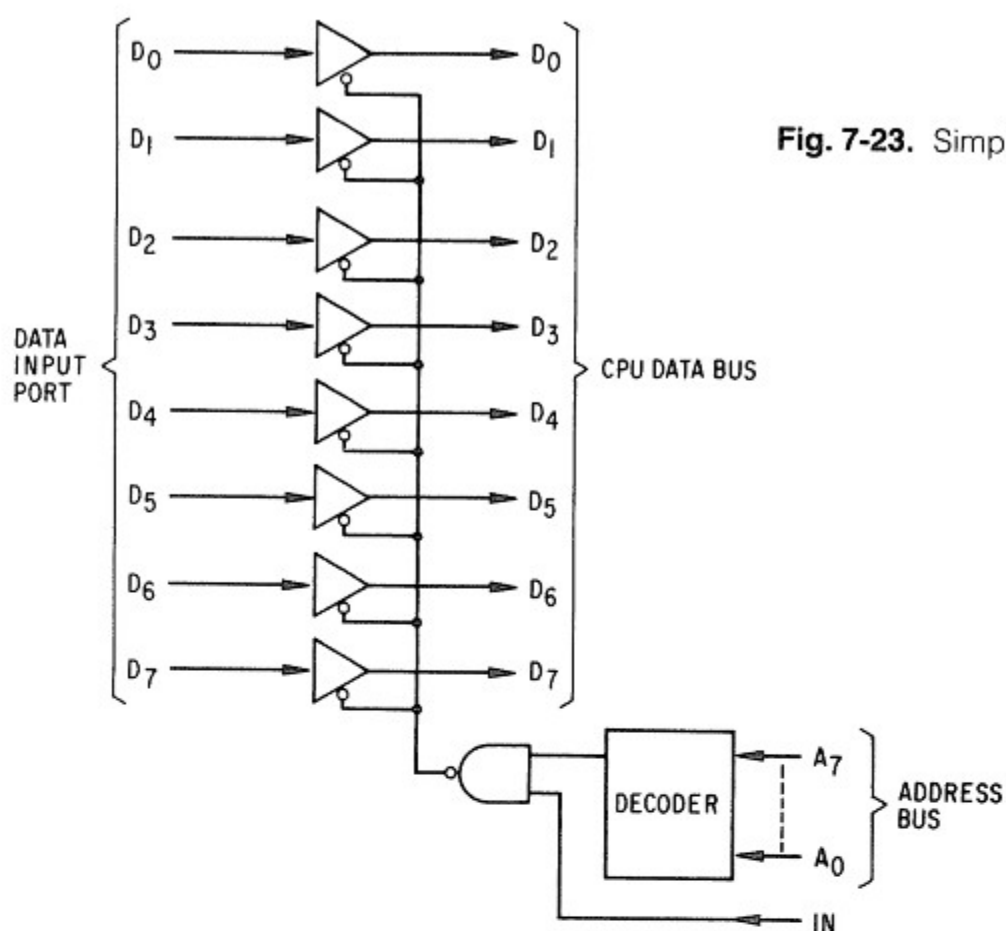 D0 D0
D1 D1
Fig. 7-23. Simp
D2 D2
D3 D3
DATA
INPUT
PORT
CPU DATA BUS
D4 D4
D5 D5
D6 D6
D7 D7
DECODER
A7
ADDRESS
BUS
A0
IN